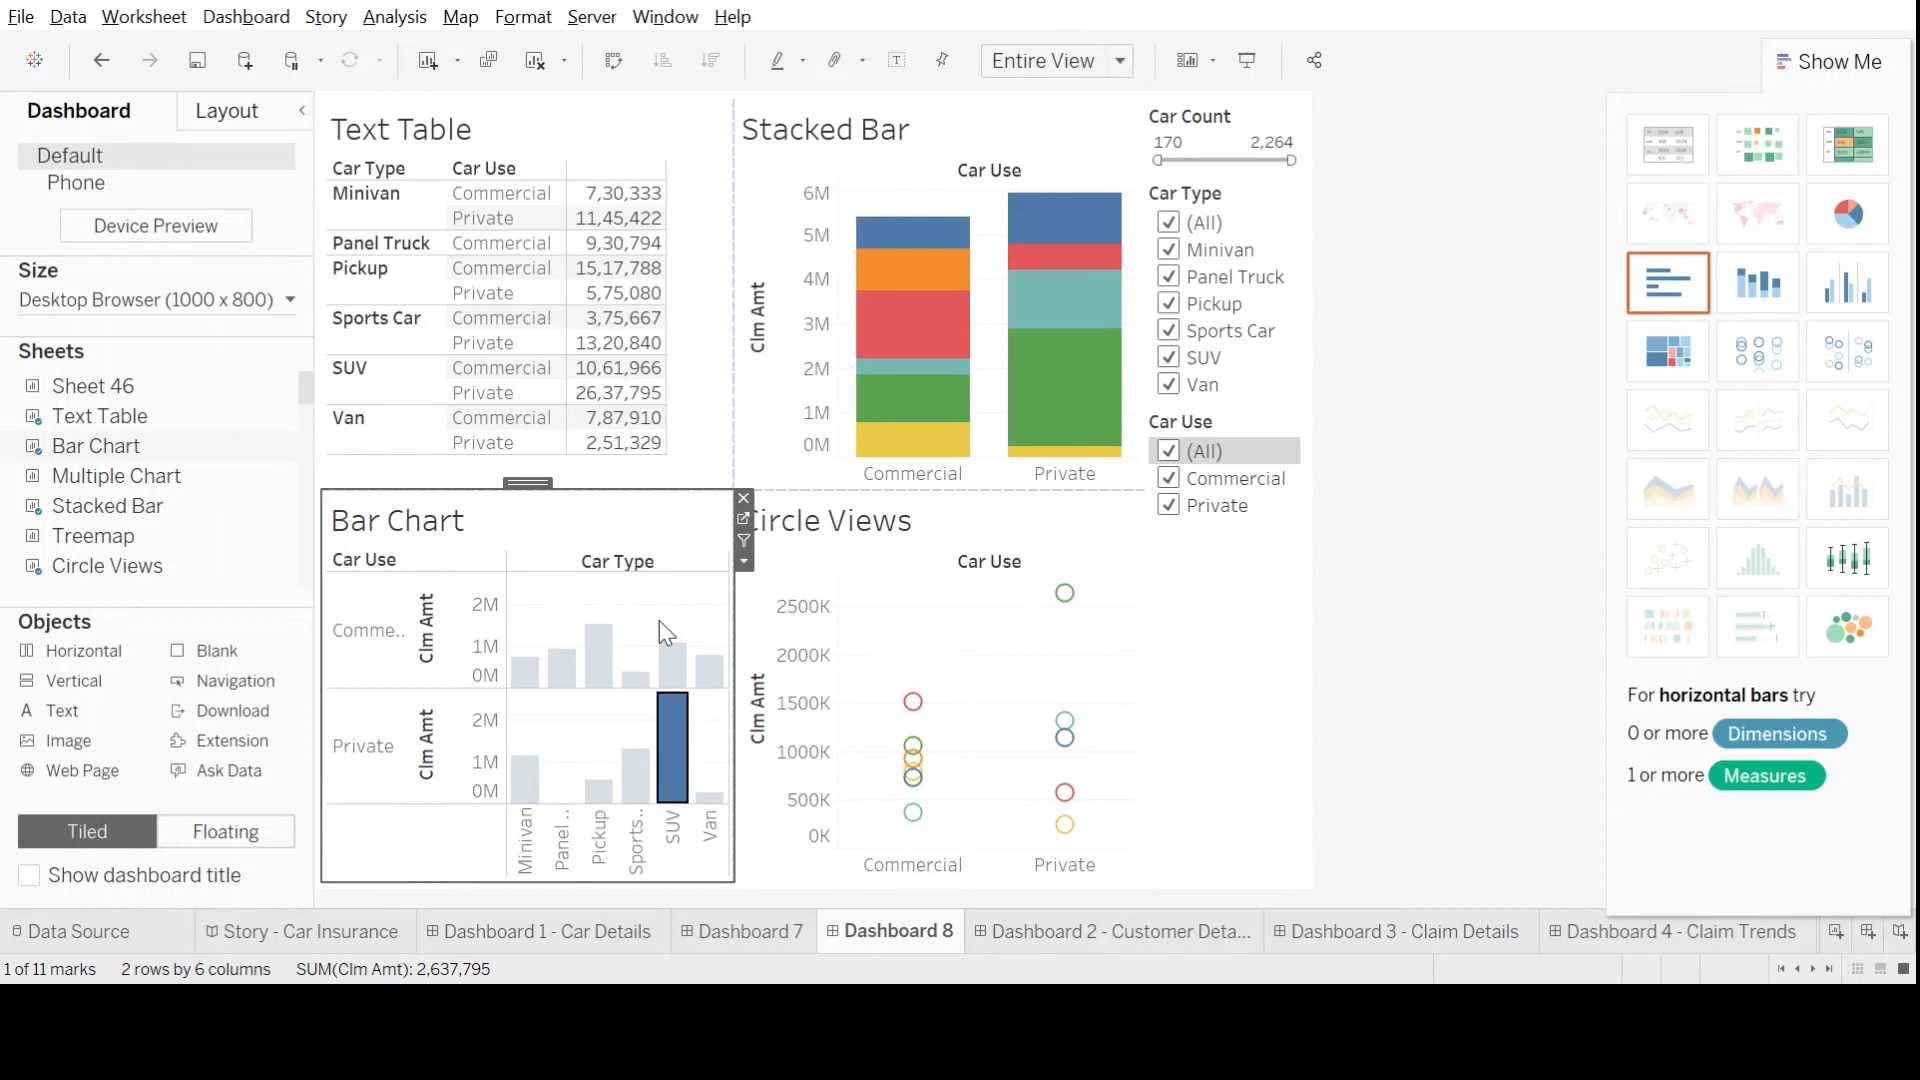 File Data Worksheet Dashboard Story Analysis Map Format Server Window Help
Entire View
Show Me
Dashboard Layout
Default
Phone
Device Preview
Size
Desktop Browser (1000 x 800)
Sheets
Sheet 46
Text Table
Bar Chart
Multiple Chart
Stacked Bar
Treemap
Circle Views
Objects
Horizontal Blank
Vertical Navigation
A Text Download
Image Extension
Web Page Ask Data
Tiled Floating
Show dashboard title
Text Table
Car Type Car Use
Minivan Commercial 7,30,333
Private 11,45,422
Panel Truck Commercial 9,30,794
Pickup Commercial 15,17,788
Private 5,75,080
Sports Car Commercial 3,75,667
Private 13,20,840
SUV Commercial 10,61,966
Private 26,37,795
Van Commercial 7,87,910
Private 2,51,329
Stacked Bar
Car Use
6M
5M
4M
3M
2M
1M
0M
Clm Amt
Commercial Private
Car Count
170 2,264
Car Type
(All)
Minivan
Panel Truck
Pickup
Sports Car
SUV
Van
Car Use
(All)
Commercial
Private
Bar Chart
Car Use Car Type
Comme..
Clm Amt
2M
1M
0M
Private
Clm Amt
2M
1M
0M
Minivan
Panel ..
Pickup
Sports..
SUV
Van
Circle Views
Car Use
2500K
2000K
1500K
1000K
500K
0K
Clm Amt
Commercial Private
For horizontal bars try
0 or more Dimensions
1 or more Measures
Data Source Story - Car Insurance Dashboard 1 - Car Details Dashboard 7 Dashboard 8 Dashboard 2 - Customer Deta... Dashboard 3 - Claim Details Dashboard 4 - Claim Trends
1 of 11 marks 2 rows by 6 columns SUM(Clm Amt): 2,637,795